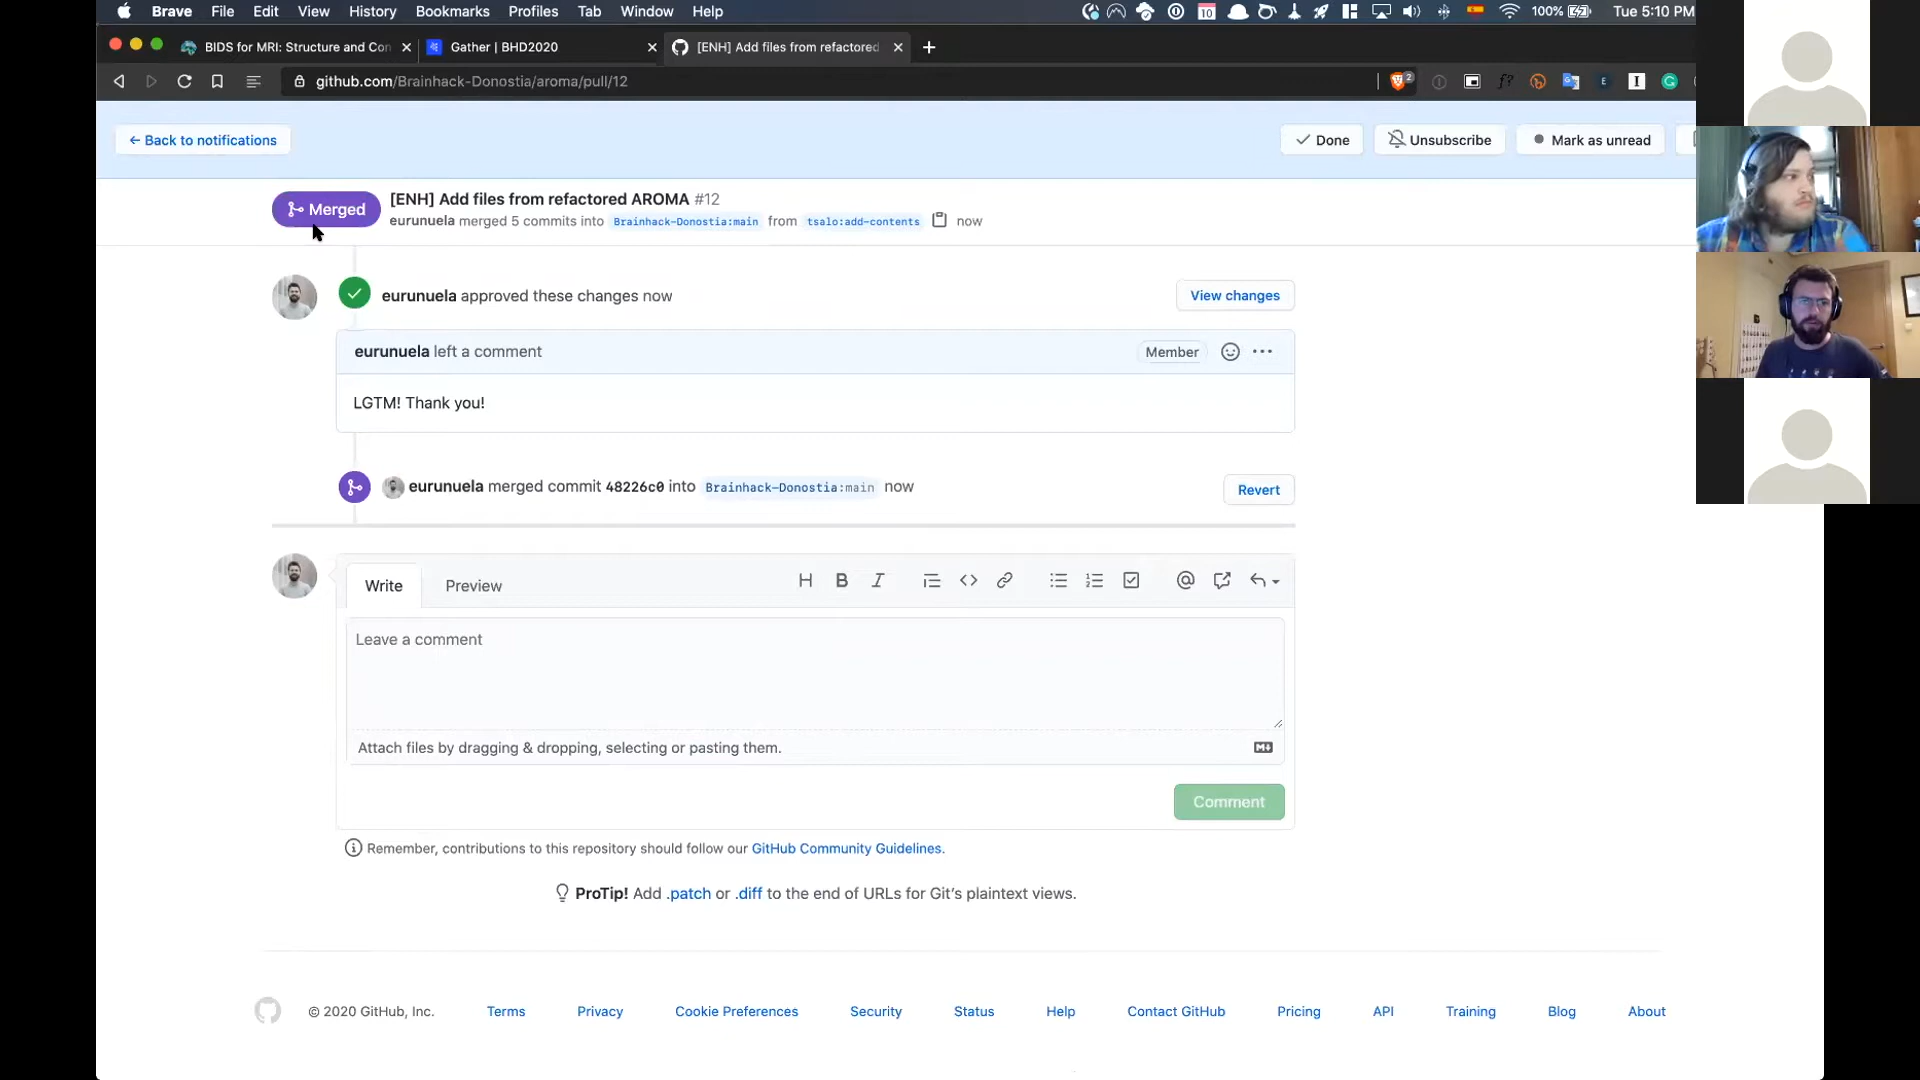 Brave File Edit View History Bookmarks Profiles Tab Window Help 10 100% Tue 5:10 PM
BIDS for MRI: Structure and Con Gather | BHD2020 [ENH] Add files from refactored
github.com/Brainhack-Donostia/aroma/pull/12 2
← Back to notifications Done Unsubscribe Mark as unread
Merged [ENH] Add files from refactored AROMA #12
eurunuela merged 5 commits into Brainhack-Donostia:main from tsalo:add-contents now
eurunuela approved these changes now View changes
eurunuela left a comment Member
LGTM! Thank you!
eurunuela merged commit 48226c0 into Brainhack-Donostia:main now Revert
Write Preview
Leave a comment
Attach files by dragging & dropping, selecting or pasting them.
Comment
Remember, contributions to this repository should follow our GitHub Community Guidelines.
ProTip! Add .patch or .diff to the end of URLs for Git's plaintext views.
© 2020 GitHub, Inc. Terms Privacy Cookie Preferences Security Status Help Contact GitHub Pricing API Training Blog About